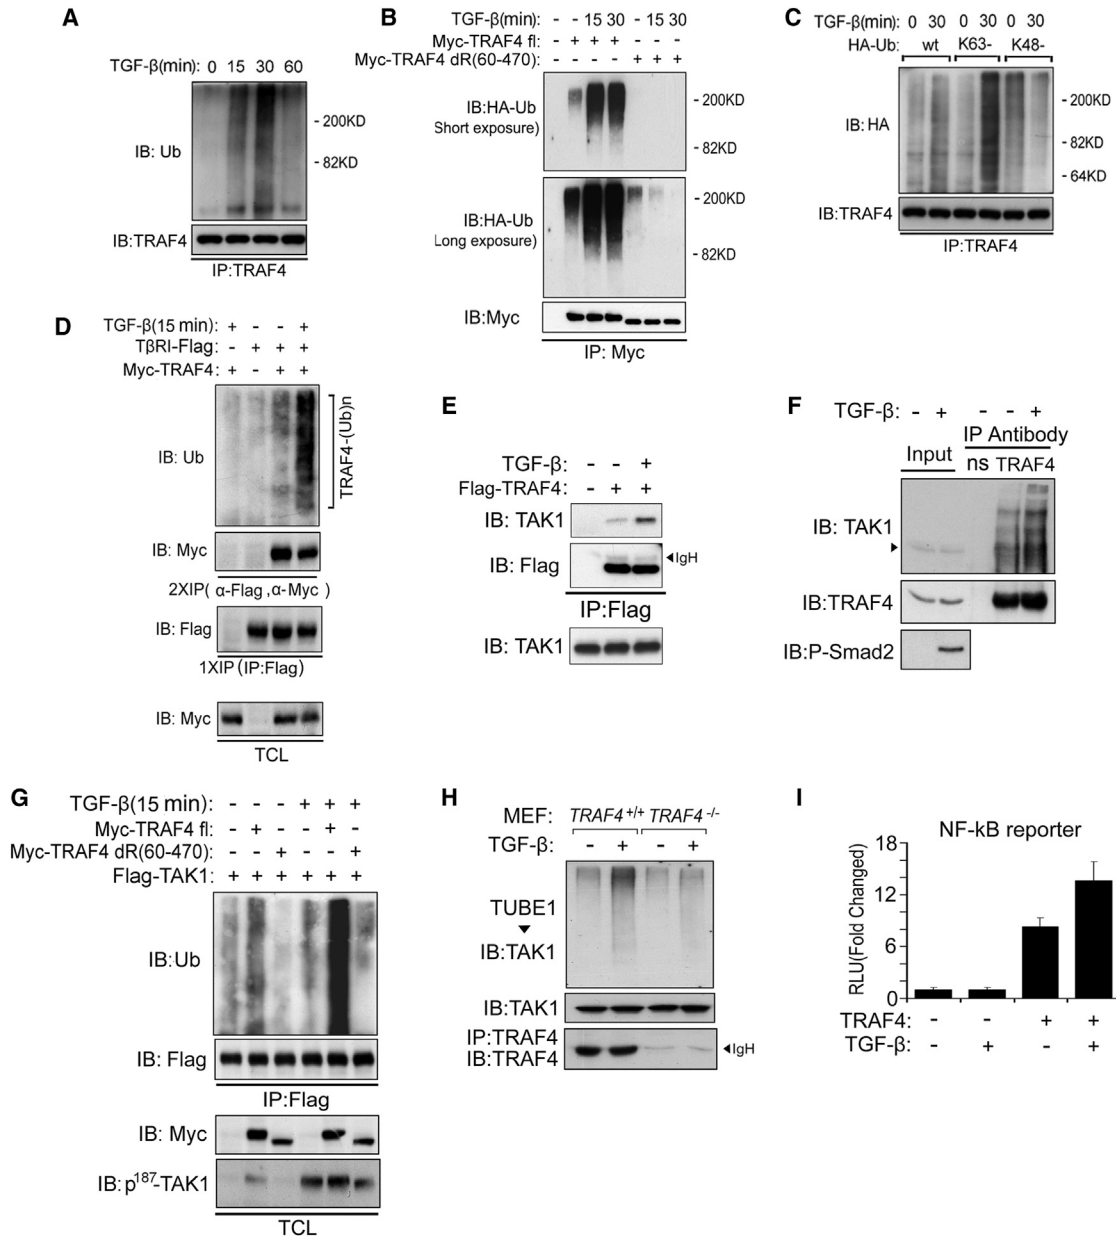 A
TGF-β(min): 0 15 30 60
IB: Ub
- 200KD
- 82KD
IB:TRAF4
IP:TRAF4
B
TGF-β(min): - - 15 30 - 15 30
Myc-TRAF4 fl: - + + + - - -
Myc-TRAF4 dR(60-470): - - - - + + +
IB:HA-Ub
Short exposure)
- 200KD
- 82KD
IB:HA-Ub
Long exposure)
- 200KD
- 82KD
IB:Myc
IP: Myc
C
TGF-β(min): 0 30 0 30 0 30
HA-Ub: wt K63- K48-
IB: HA
- 200KD
- 82KD
- 64KD
IB:TRAF4
IP:TRAF4
D
TGF-β(15 min): + - - +
TβRI-Flag: - + + +
Myc-TRAF4: + - + +
IB: Ub
TRAF4-(Ub)n
IB: Myc
2XIP( α-Flag ,α-Myc )
IB: Flag
1XIP (IP:Flag)
IB: Myc
TCL
E
TGF-β: - - +
Flag-TRAF4: - + +
IB: TAK1
IB: Flag
IgH
IP:Flag
IB: TAK1
F
TGF-β: - + - - +
IP Antibody
Input ns TRAF4
IB: TAK1
IB:TRAF4
IB:P-Smad2
G
TGF-β(15 min): - - - + + +
Myc-TRAF4 fl: - + - - + -
Myc-TRAF4 dR(60-470): - - + - - +
Flag-TAK1: + + + + + +
IB:Ub
IB: Flag
IP:Flag
IB: Myc
IB:p187-TAK1
TCL
H
MEF: TRAF4+/+ TRAF4-/-
TGF-β: - + - +
TUBE1
IB:TAK1
IB:TAK1
IP:TRAF4
IB:TRAF4
IgH
I
NF-kB reporter
RLU(Fold Changed)
18
12
6
0
TRAF4: - - + +
TGF-β: - + - +